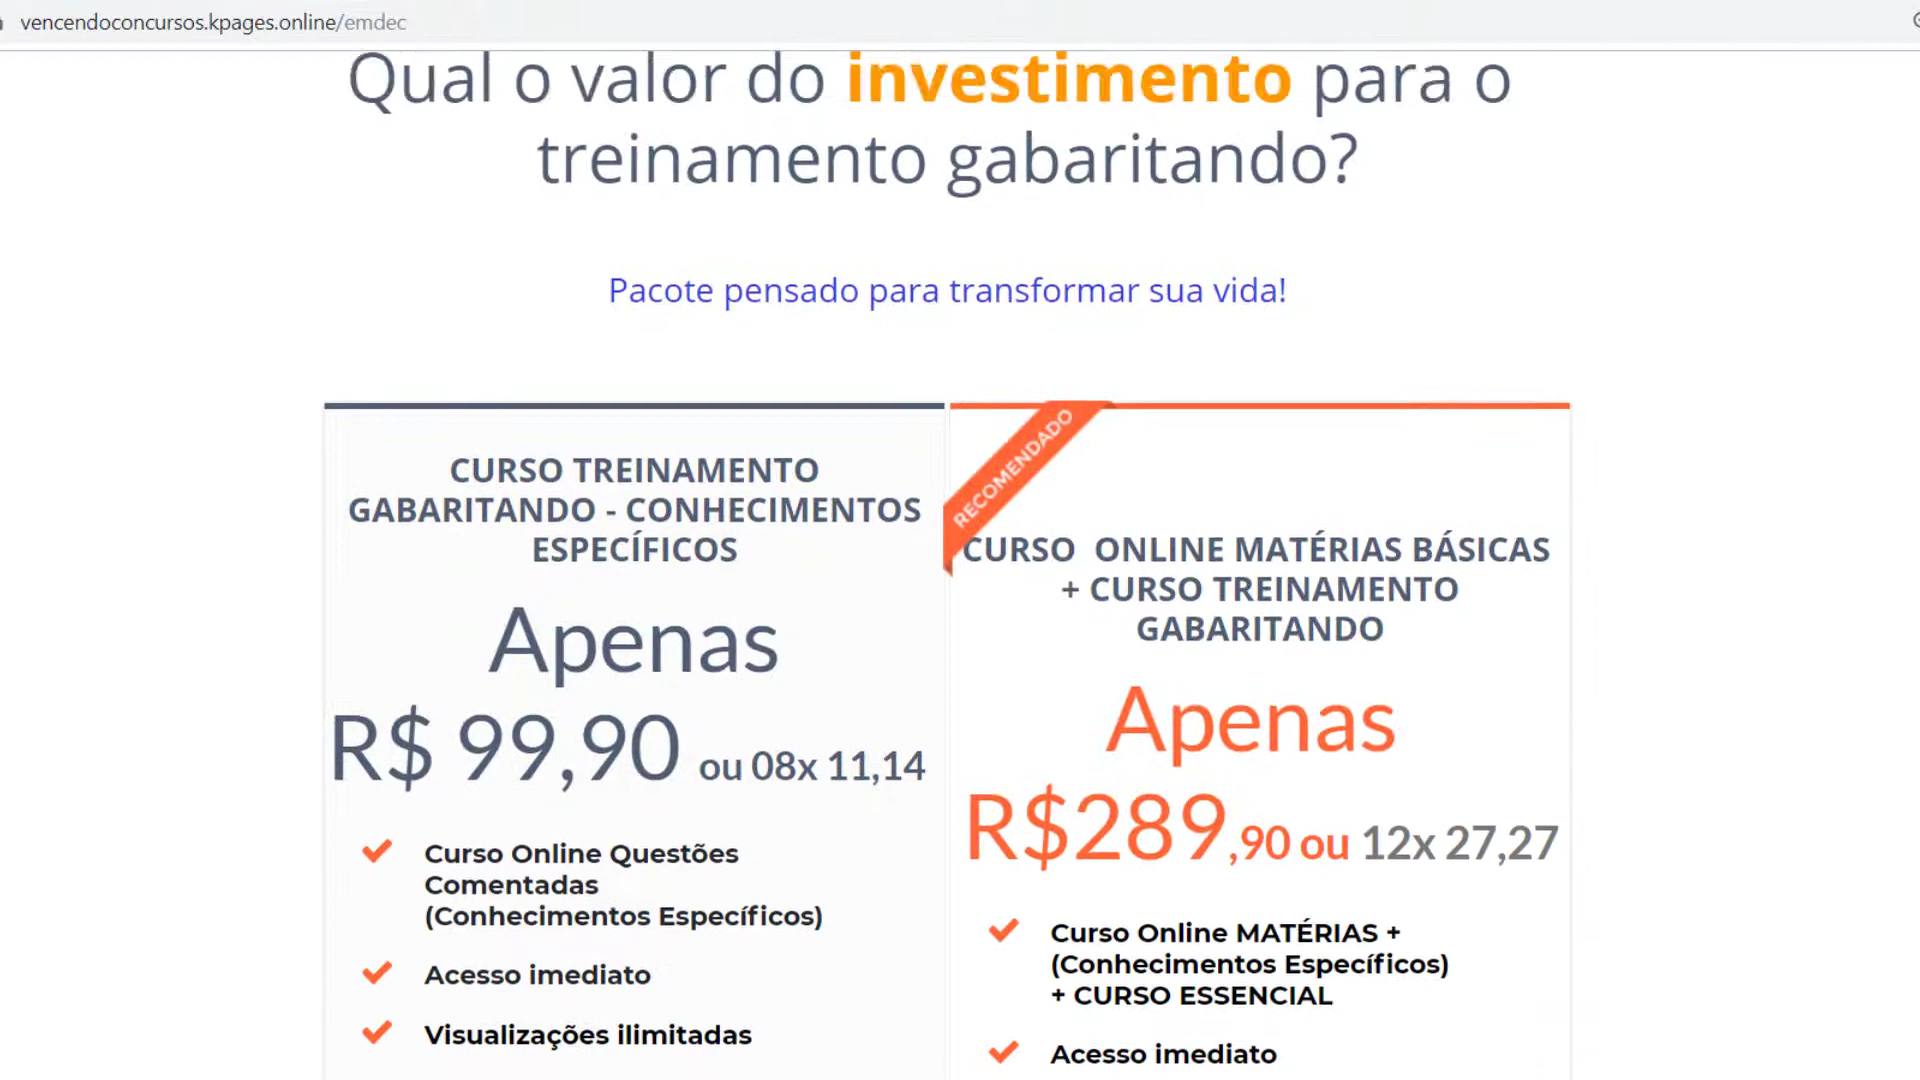 vencendoconcursos.kpages.online/emdec
Qual o valor do investimento para o
treinamento gabaritando?
Pacote pensado para transformar sua vida!
CURSO TREINAMENTO
GABARITANDO - CONHECIMENTOS
ESPECÍFICOS
Apenas
R$ 99,90 ou 08x 11,14
Curso Online Questões
Comentadas
(Conhecimentos Específicos)
Acesso imediato
Visualizações ilimitadas
RECOMENDADO
CURSO ONLINE MATÉRIAS BÁSICAS
+ CURSO TREINAMENTO
GABARITANDO
Apenas
R$289,90 ou 12x 27,27
Curso Online MATÉRIAS +
(Conhecimentos Específicos)
+ CURSO ESSENCIAL
Acesso imediato